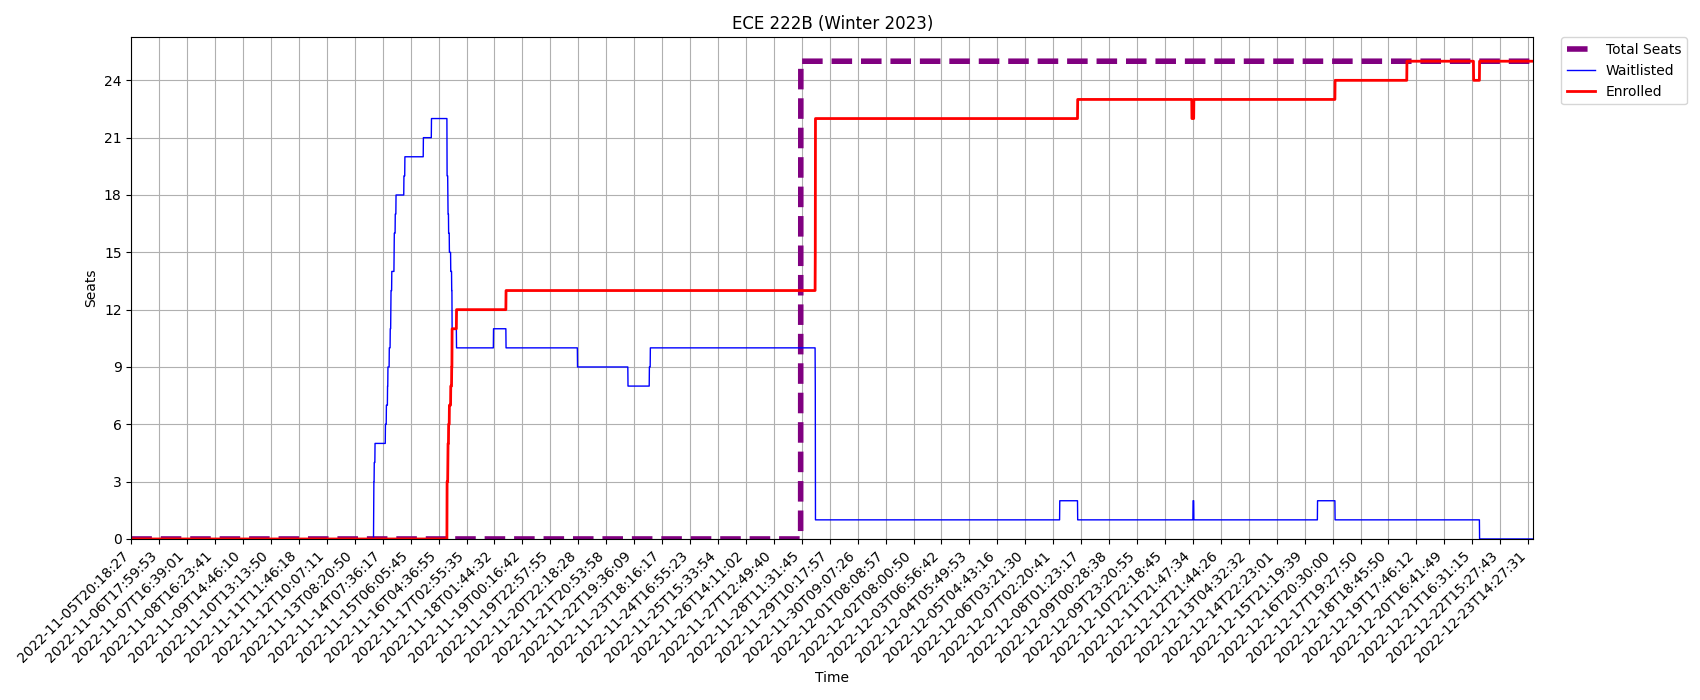 ECE 222B (Winter 2023)
Total Seats
Waitlisted
Enrolled
Seats
24
21
18
15
12
9
6
3
0
2022-11-05T20:18:27
2022-11-06T17:59:53
2022-11-07T16:39:01
2022-11-08T16:23:41
2022-11-09T14:46:10
2022-11-10T13:13:50
2022-11-11T11:46:18
2022-11-12T10:07:11
2022-11-13T08:20:50
2022-11-14T07:36:17
2022-11-15T06:05:45
2022-11-16T04:36:55
2022-11-17T02:55:35
2022-11-18T01:44:32
2022-11-19T00:16:42
2022-11-19T22:57:55
2022-11-20T22:18:28
2022-11-21T20:53:58
2022-11-22T19:36:09
2022-11-23T18:16:17
2022-11-24T16:55:23
2022-11-25T15:33:54
2022-11-26T14:11:02
2022-11-27T12:49:40
2022-11-28T11:31:45
2022-11-29T10:17:57
2022-11-30T09:07:26
2022-12-01T08:08:57
2022-12-02T08:00:50
2022-12-03T06:56:42
2022-12-04T05:49:53
2022-12-05T04:43:16
2022-12-06T03:21:30
2022-12-07T02:20:41
2022-12-08T01:23:17
2022-12-09T00:28:38
2022-12-09T23:20:55
2022-12-10T22:18:45
2022-12-11T21:47:34
2022-12-12T21:44:26
2022-12-13T04:32:32
2022-12-14T22:23:01
2022-12-15T21:19:39
2022-12-16T20:30:00
2022-12-17T19:27:50
2022-12-18T18:45:50
2022-12-19T17:46:12
2022-12-20T16:41:49
2022-12-21T16:31:15
2022-12-22T15:27:43
2022-12-23T14:27:31
Time